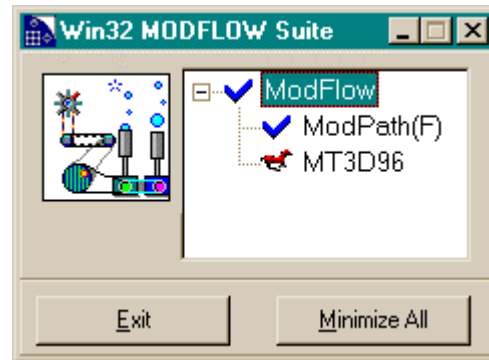 Win32 MODFLOW Suite
ModFlow
ModPath(F)
MT3D96
Exit
Minimize All